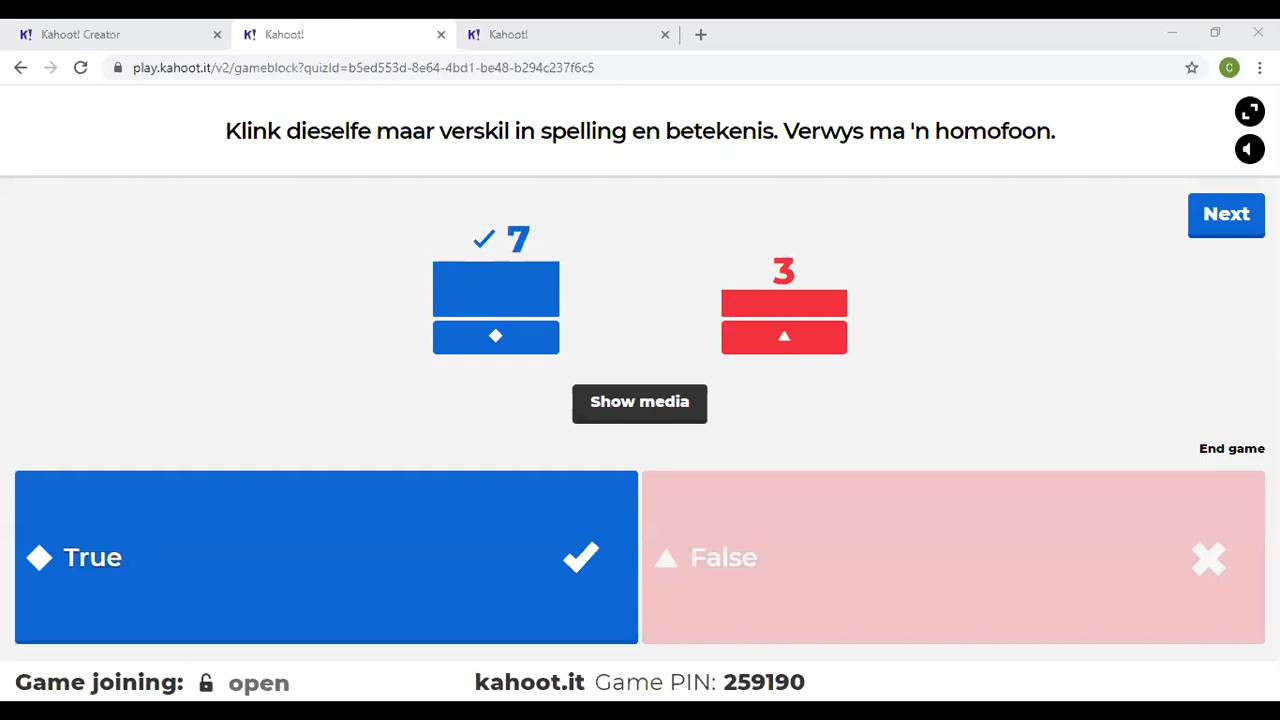 K! Kahoot! Creator
K! Kahoot!
K! Kahoot!
play.kahoot.it/v2/gameblock?quizId=b5ed553d-8e64-4bd1-be48-b294c237f6c5
C
Klink dieselfe maar verskil in spelling en betekenis. Verwys ma 'n homofoon.
Next
7
3
Show media
End game
True
False
Game joining: open
kahoot.it Game PIN: 259190